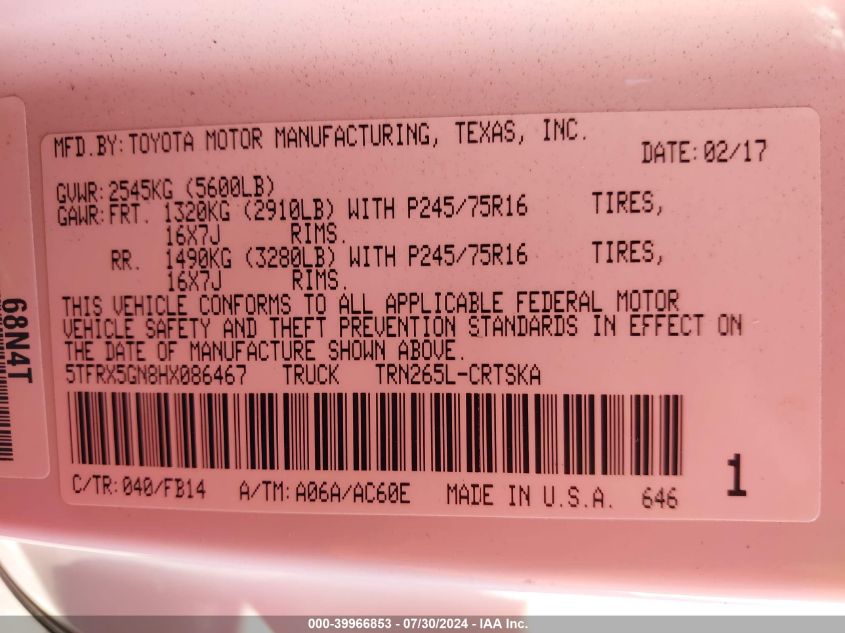 MFD.BY:TOYOTA MOTOR MANUFACTURING, TEXAS, INC.
DATE:02/17
GVWR:2545KG (5600LB)
GAWR:FRT. 1320KG (2910LB) WITH P245/75R16 TIRES,
16X7J RIMS.
RR. 1490KG (3280LB) WITH P245/75R16 TIRES,
16X7J RIMS.
THIS VEHICLE CONFORMS TO ALL APPLICABLE FEDERAL MOTOR
VEHICLE SAFETY AND THEFT PREVENTION STANDARDS IN EFFECT ON
THE DATE OF MANUFACTURE SHOWN ABOVE.
5TFRX5GN8HX086467 TRUCK TRN265L-CRTSKA
C/TR:040/FB14 A/TM:A06A/AC60E MADE IN U.S.A. 646
1
68N4T
000-39966853 - 07/30/2024 - IAA Inc.